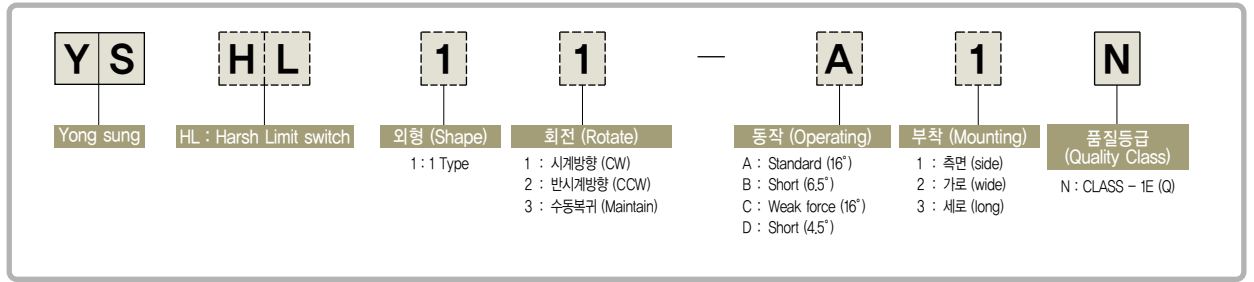 Y S H L 1 1 — A 1 N
Yong sung
HL : Harsh Limit switch
외형 (Shape)
1 : 1 Type
회전 (Rotate)
1 : 시계방향 (CW)
2 : 반시계방향 (CCW)
3 : 수동복귀 (Maintain)
동작 (Operating)
A : Standard (16˚)
B : Short (6.5˚)
C : Weak force (16˚)
D : Short (4.5˚)
부착 (Mounting)
1 : 측면 (side)
2 : 가로 (wide)
3 : 세로 (long)
품질등급
(Quality Class)
N : CLASS - 1E (Q)